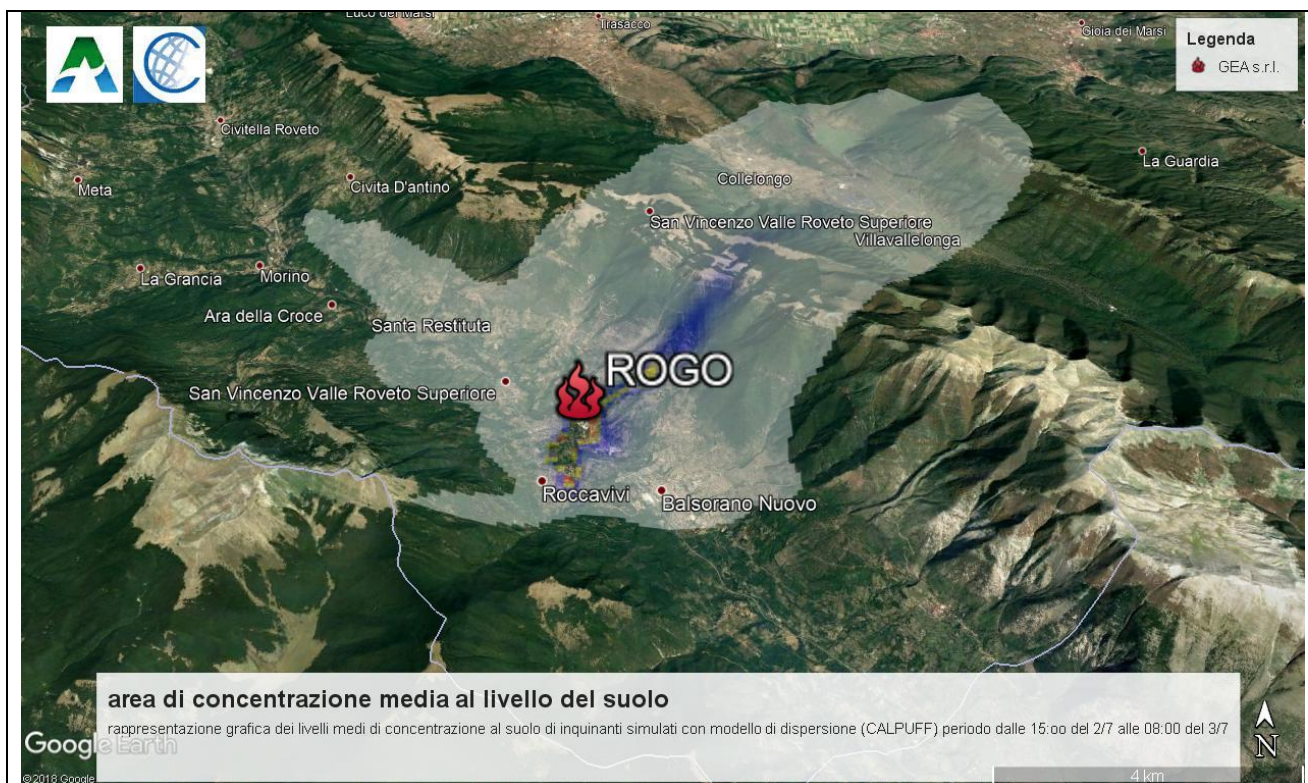 Luco dei Marsi
Trasacco
Gioia dei Marsi
Legenda
GEA s.r.l.
Civitella Roveto
La Guardia
Meta
Civita D'antino
Collelongo
San Vincenzo Valle Roveto Superiore
Villavallelonga
La Grancia
Morino
Ara della Croce
Santa Restituta
ROGO
San Vincenzo Valle Roveto Superiore
Roccavivi
Balsorano Nuovo
area di concentrazione media al livello del suolo
rappresentazione grafica dei livelli medi di concentrazione al suolo di inquinanti simulati con modello di dispersione (CALPUFF) periodo dalle 15:oo del 2/7 alle 08:00 del 3/7
Google Earth
N
©2018 Google
4 km